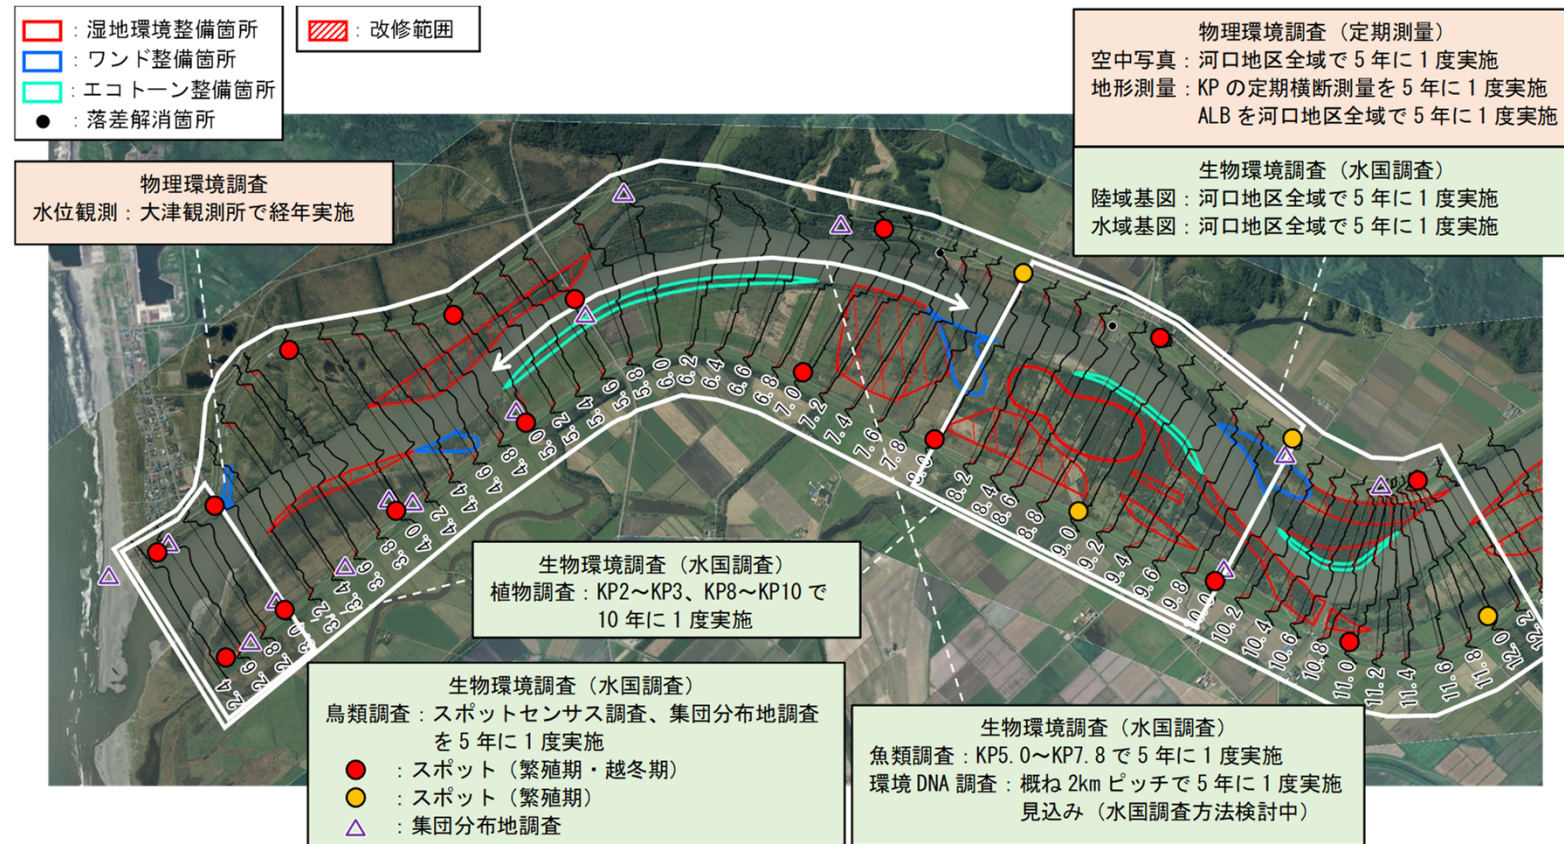 ：湿地環境整備箇所
：ワンド整備箇所
：エコトーン整備箇所
：落差解消箇所
：改修範囲
物理環境調査（定期測量）
空中写真：河口地区全域で5年に1度実施
地形測量：KPの定期横断測量を5年に1度実施
ALBを河口地区全域で5年に1度実施
生物環境調査（水国調査）
陸域基図：河口地区全域で5年に1度実施
水域基図：河口地区全域で5年に1度実施
物理環境調査
水位観測：大津観測所で経年実施
2.4
2.6
2.8
3.0
3.2
3.4
3.6
3.8
4.0
4.2
4.4
4.6
4.8
5.0
5.2
5.4
5.6
5.8
6.0
6.2
6.4
6.6
6.8
7.0
7.2
7.4
7.6
7.8
8.0
8.2
8.4
8.6
8.8
9.0
9.2
9.4
9.6
9.8
10.0
10.2
10.4
10.6
10.8
11.0
11.2
11.4
11.6
11.8
12.0
12.2
生物環境調査（水国調査）
植物調査：KP2～KP3、KP8～KP10で
10年に1度実施
生物環境調査（水国調査）
鳥類調査：スポットセンサス調査、集団分布地調査
を5年に1度実施
：スポット（繁殖期・越冬期）
：スポット（繁殖期）
：集団分布地調査
生物環境調査（水国調査）
魚類調査：KP5.0～KP7.8で5年に1度実施
環境DNA調査：概ね2kmピッチで5年に1度実施
見込み（水国調査方法検討中）